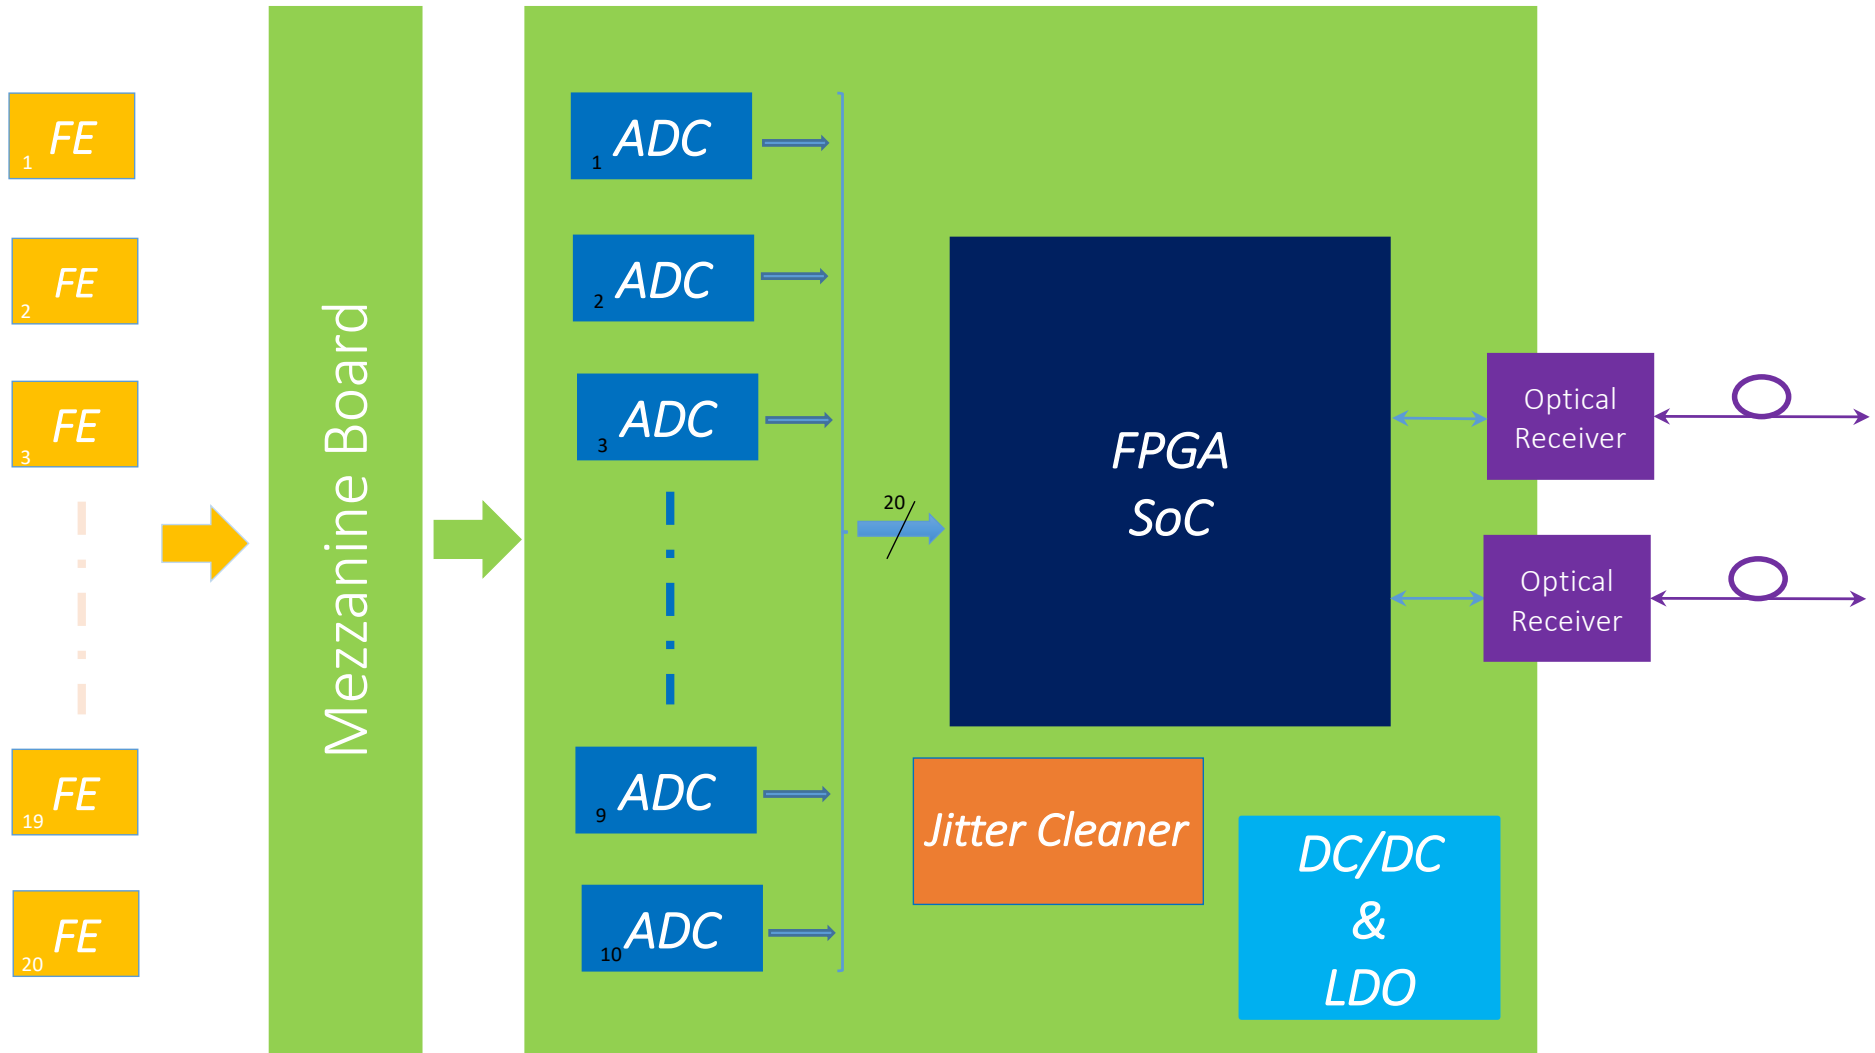 FE
1
FE
2
FE
3
FE
19
FE
20
Mezzanine Board
ADC
1
ADC
2
ADC
3
ADC
9
ADC
10
20
FPGA
SoC
Jitter Cleaner
DC/DC
&
LDO
Optical
Receiver
Optical
Receiver